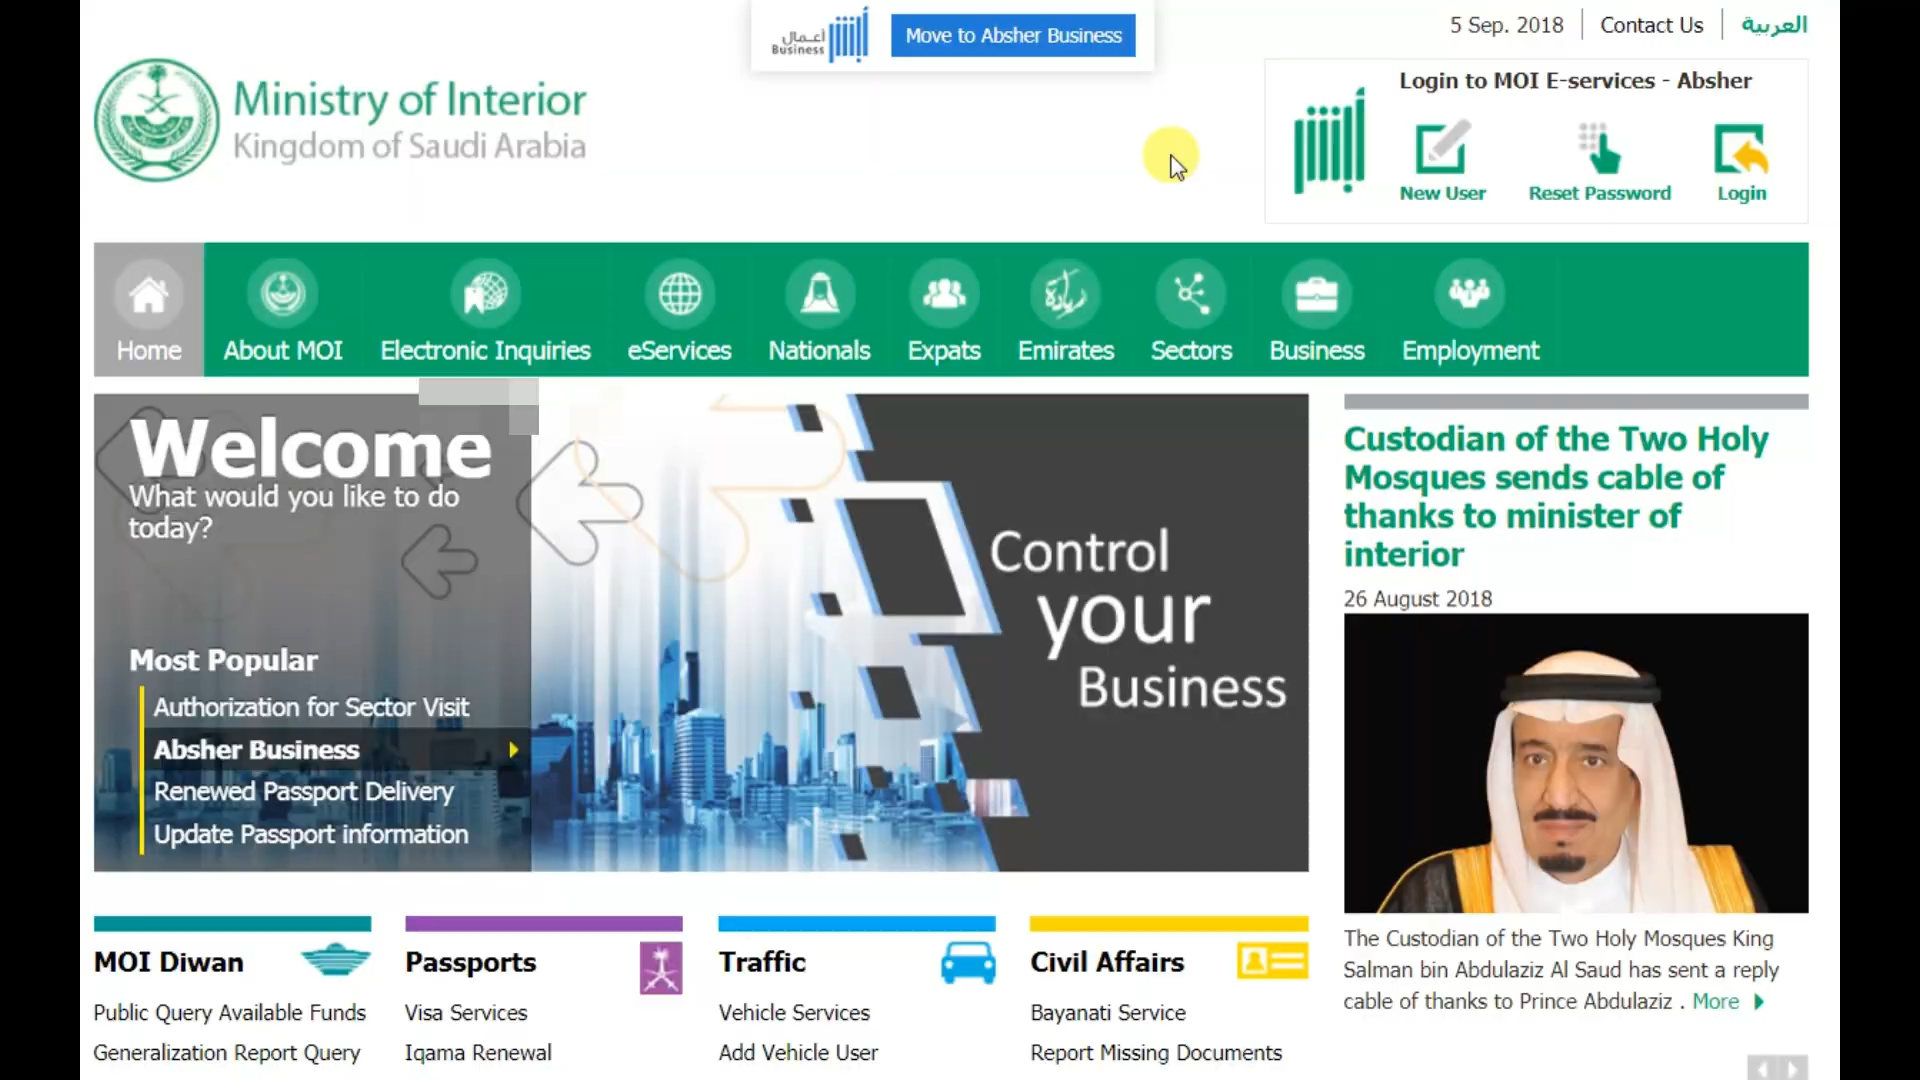 أعمال
Business
أبشر
Move to Absher Business
5 Sep. 2018
Contact Us
العربية
Ministry of Interior
Kingdom of Saudi Arabia
Login to MOI E-services - Absher
أبشر
New User
Reset Password
Login
Home
About MOI
Electronic Inquiries
eServices
Nationals
Expats
Emirates
Sectors
Business
Employment
Welcome
What would you like to do
today?
Most Popular
Authorization for Sector Visit
Absher Business
Renewed Passport Delivery
Update Passport information
Control
your
Business
Custodian of the Two Holy
Mosques sends cable of
thanks to minister of
interior
26 August 2018
The Custodian of the Two Holy Mosques King
Salman bin Abdulaziz Al Saud has sent a reply
cable of thanks to Prince Abdulaziz . More
MOI Diwan
Public Query Available Funds
Generalization Report Query
Passports
Visa Services
Iqama Renewal
Traffic
Vehicle Services
Add Vehicle User
Civil Affairs
Bayanati Service
Report Missing Documents